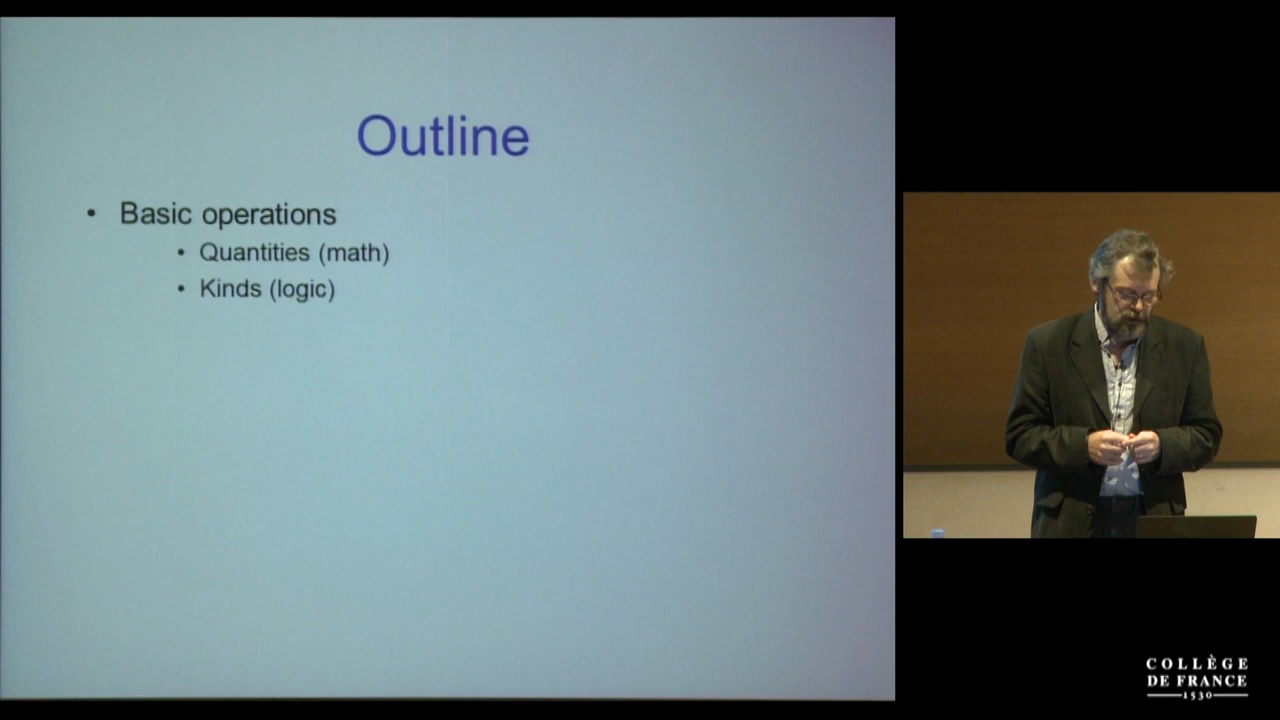 Outline
• Basic operations
• Quantities (math)
• Kinds (logic)
COLLÈGE
DE FRANCE
1530